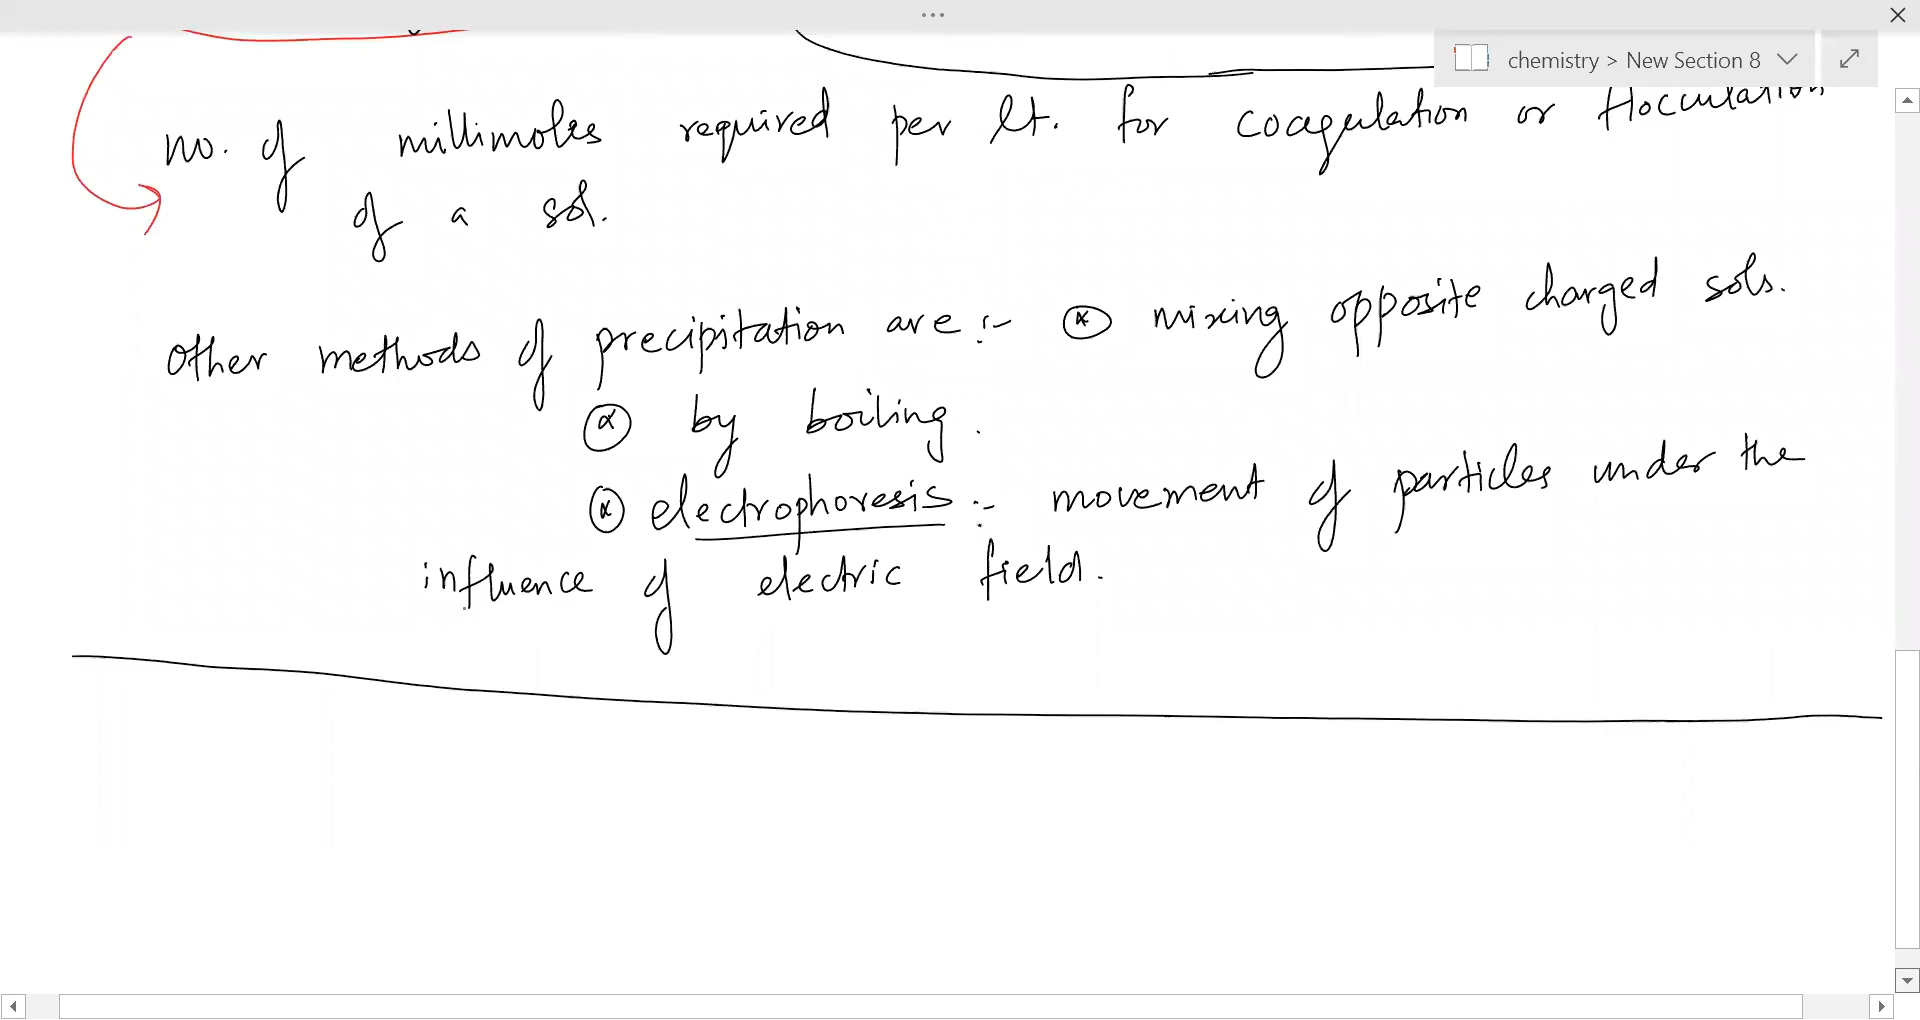 ...
chemistry > New Section 8
no. of millimoles required per lt. for coagulation or flocculation
of a sol.
Other methods of precipitation are :- * mixing opposite charged sols.
* by boiling.
* electrophoresis :- movement of particles under the
influence of electric field.